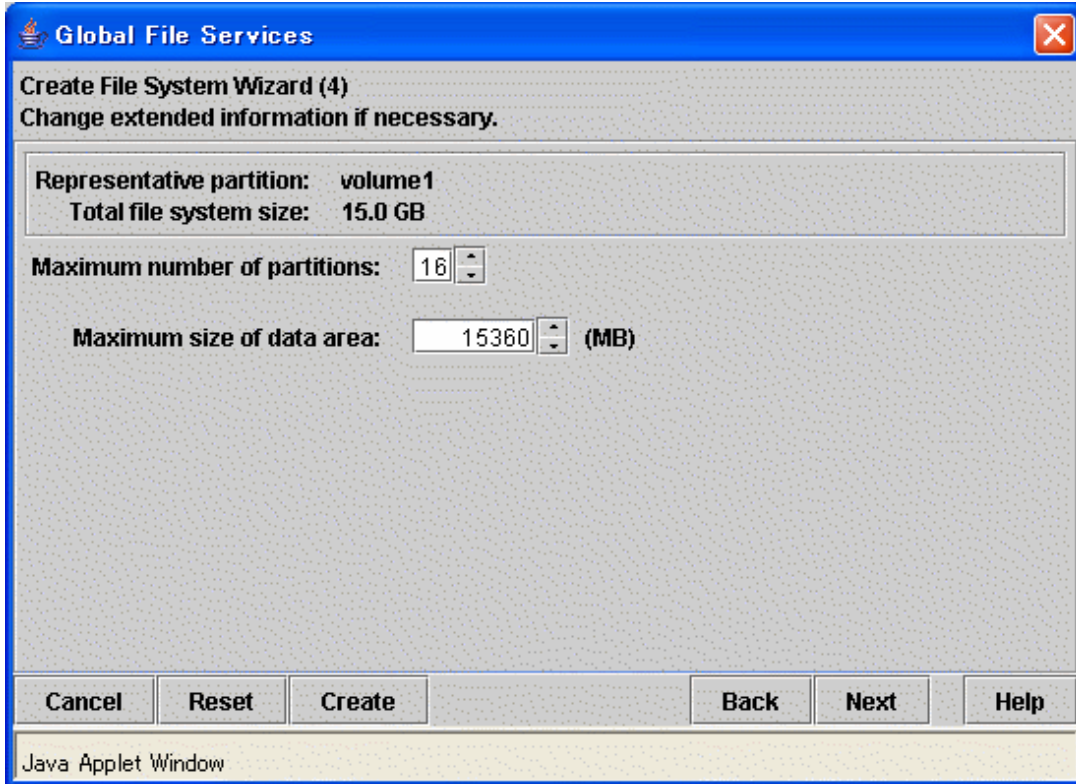 Global File Services
Create File System Wizard (4)
Change extended information if necessary.
Representative partition: volume1
Total file system size: 15.0 GB
Maximum number of partitions: 16
Maximum size of data area: 15360 (MB)
Cancel Reset Create Back Next Help
Java Applet Window